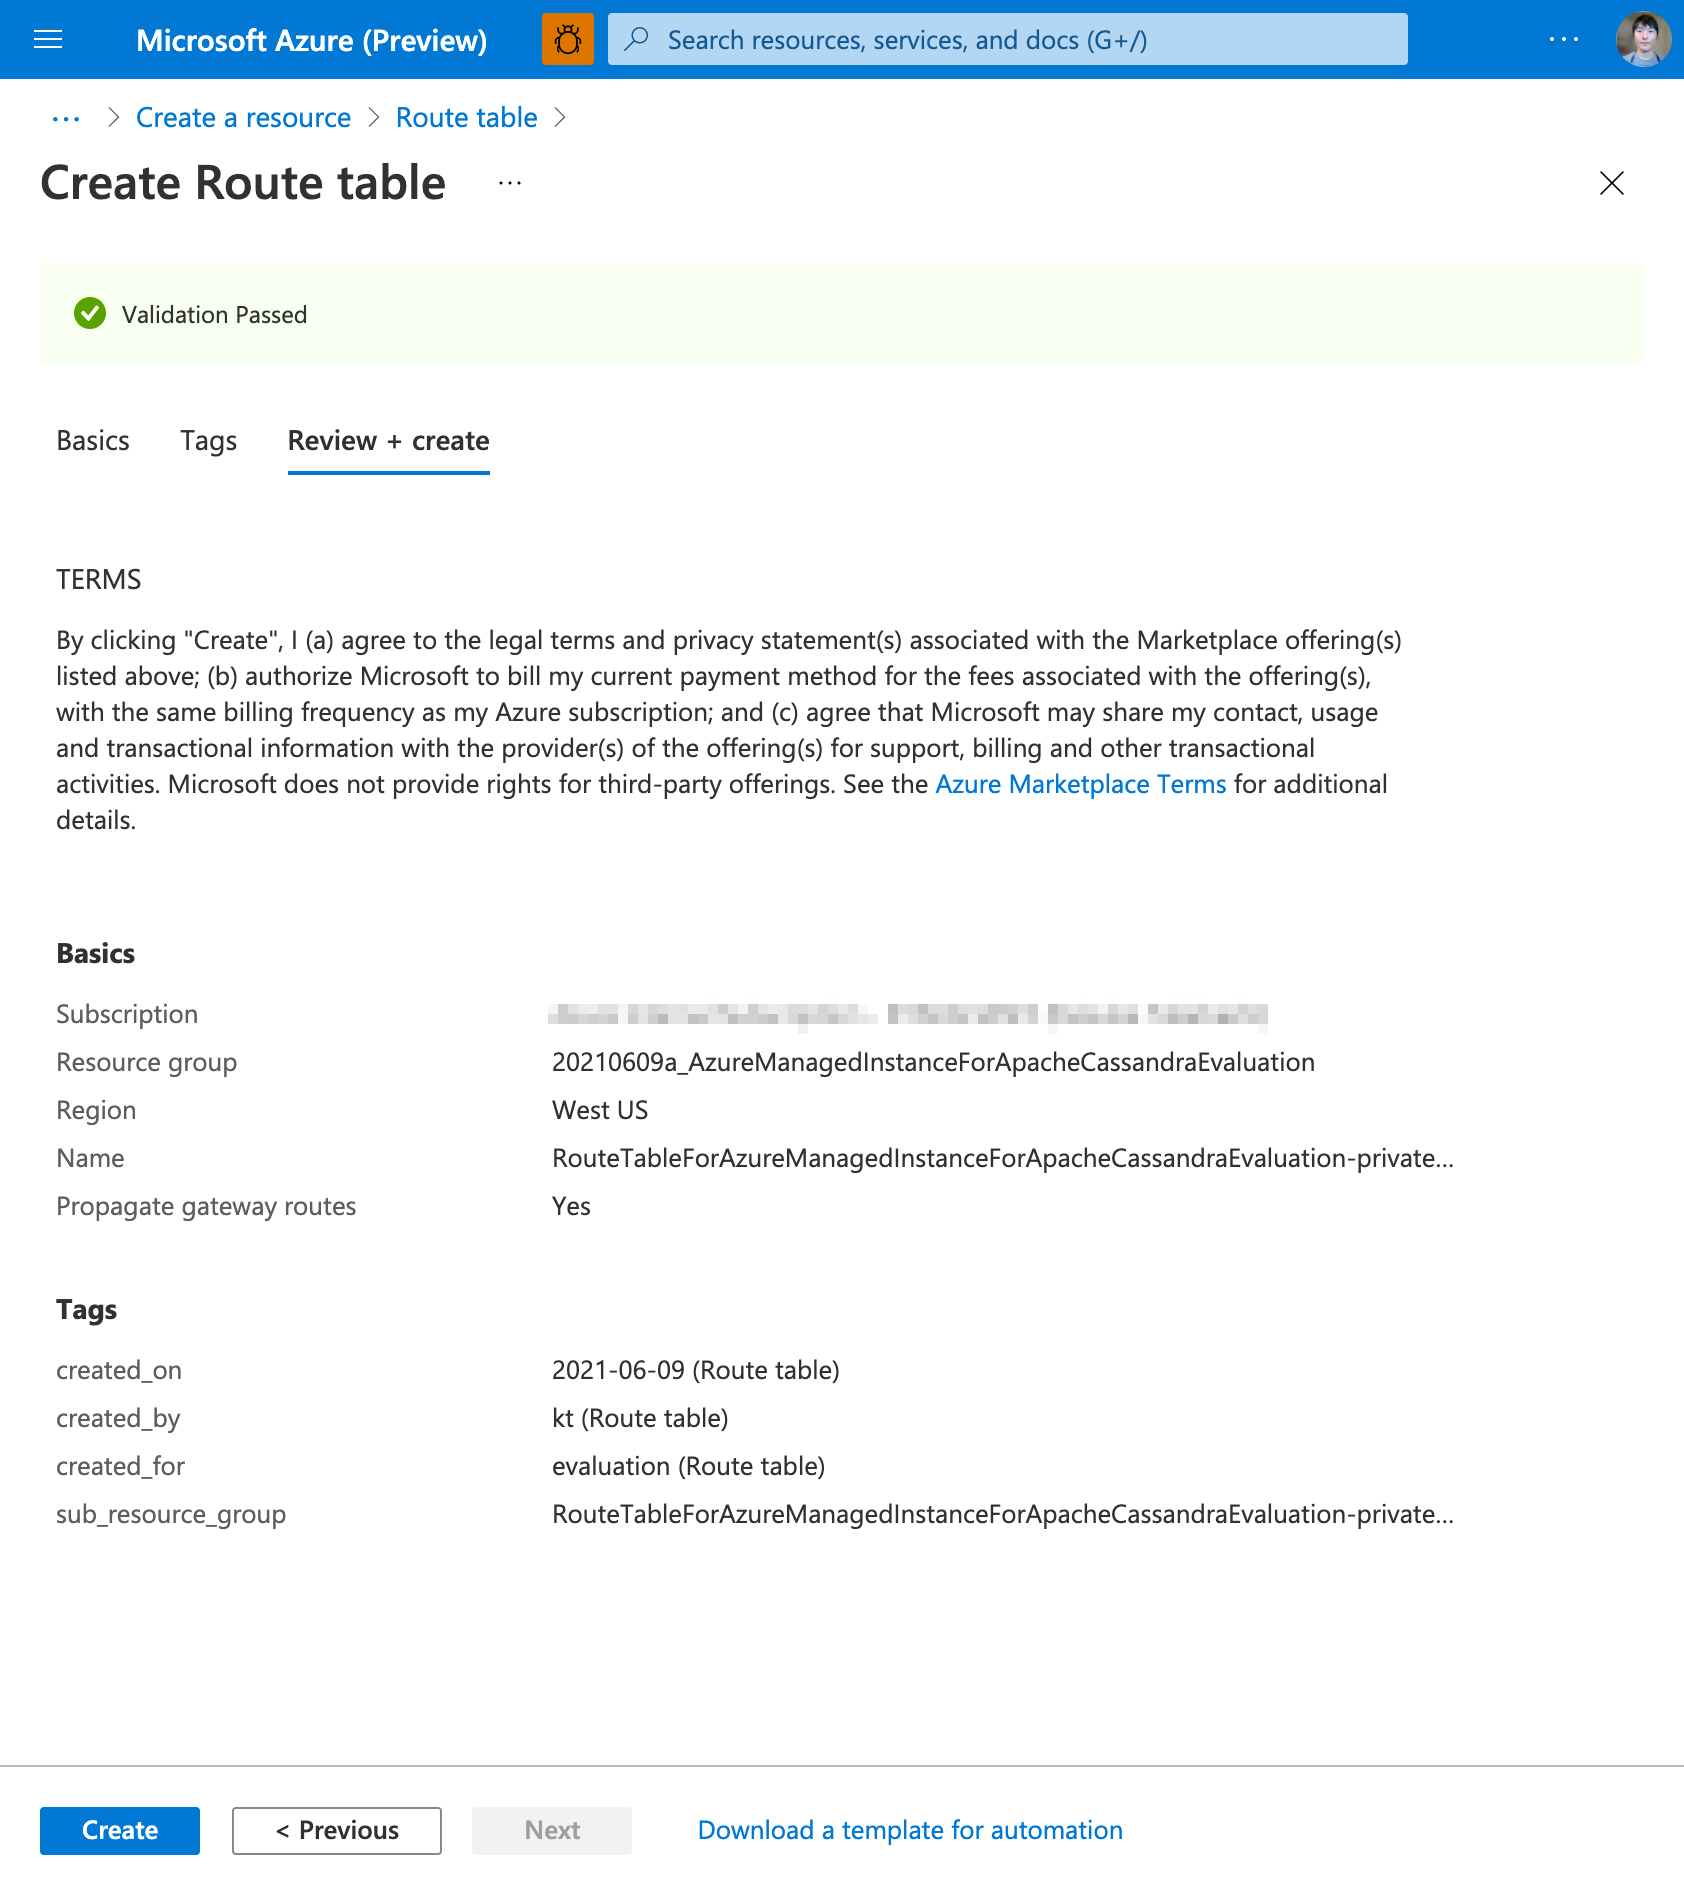 Microsoft Azure (Preview)
Search resources, services, and docs (G+/)
Create a resource
Route table
Create Route table
Validation Passed
Basics
Tags
Review + create
TERMS
By clicking "Create", I (a) agree to the legal terms and privacy statement(s) associated with the Marketplace offering(s)
listed above; (b) authorize Microsoft to bill my current payment method for the fees associated with the offering(s),
with the same billing frequency as my Azure subscription; and (c) agree that Microsoft may share my contact, usage
and transactional information with the provider(s) of the offering(s) for support, billing and other transactional
activities. Microsoft does not provide rights for third-party offerings. See the Azure Marketplace Terms for additional
details.
Basics
Subscription
Resource group 20210609a_AzureManagedInstanceForApacheCassandraEvaluation
Region West US
Name RouteTableForAzureManagedInstanceForApacheCassandraEvaluation-private...
Propagate gateway routes Yes
Tags
created_on 2021-06-09 (Route table)
created_by kt (Route table)
created_for evaluation (Route table)
sub_resource_group RouteTableForAzureManagedInstanceForApacheCassandraEvaluation-private...
Create
< Previous
Next
Download a template for automation